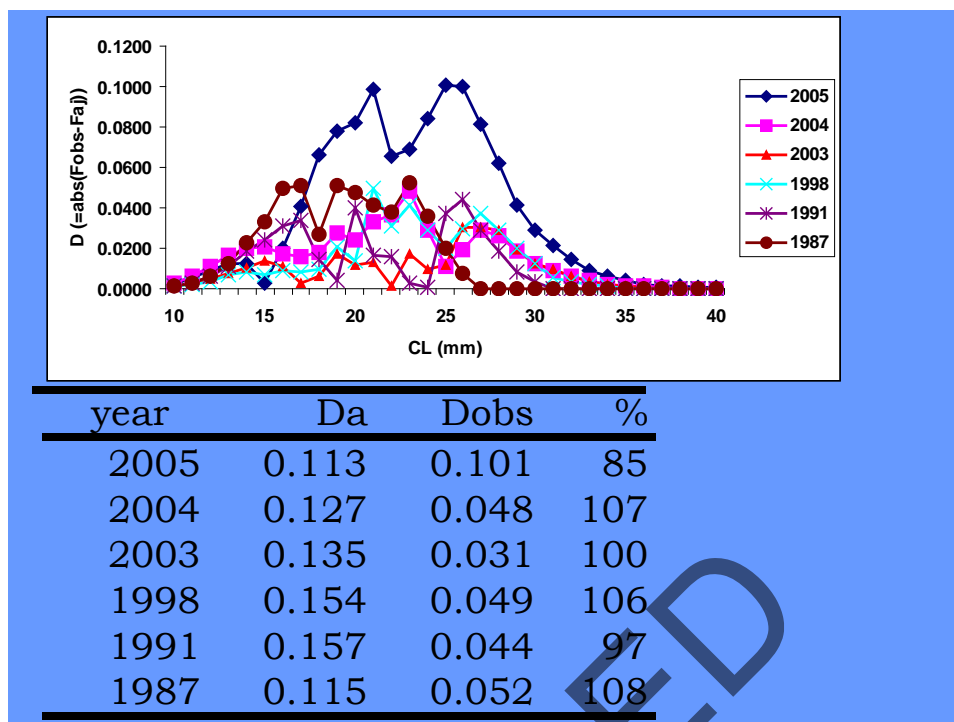 D (=abs(Fobs-Faj))
0.1200
0.1000
0.0800
0.0600
0.0400
0.0200
0.0000
10 15 20 25 30 35 40
CL (mm)
2005
2004
2003
1998
1991
1987
year Da Dobs %
2005 0.113 0.101 85
2004 0.127 0.048 107
2003 0.135 0.031 100
1998 0.154 0.049 106
1991 0.157 0.044 97
1987 0.115 0.052 108
ED